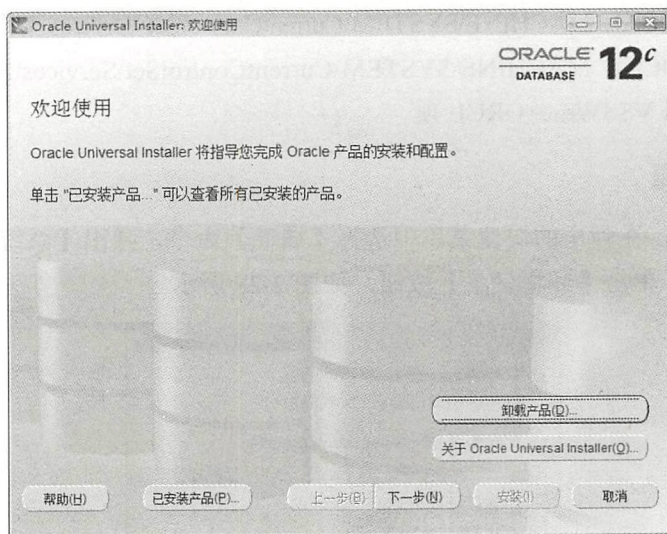 Oracle Universal Installer: 欢迎使用
ORACLE
DATABASE 12c
欢迎使用
Oracle Universal Installer 将指导您完成 Oracle 产品的安装和配置。
单击 "已安装产品..." 可以查看所有已安装的产品。
卸载产品(D)...
关于 Oracle Universal Installer(O)...
帮助(H) 已安装产品(P)... 上一步(B) 下一步(N) 安装(I) 取消